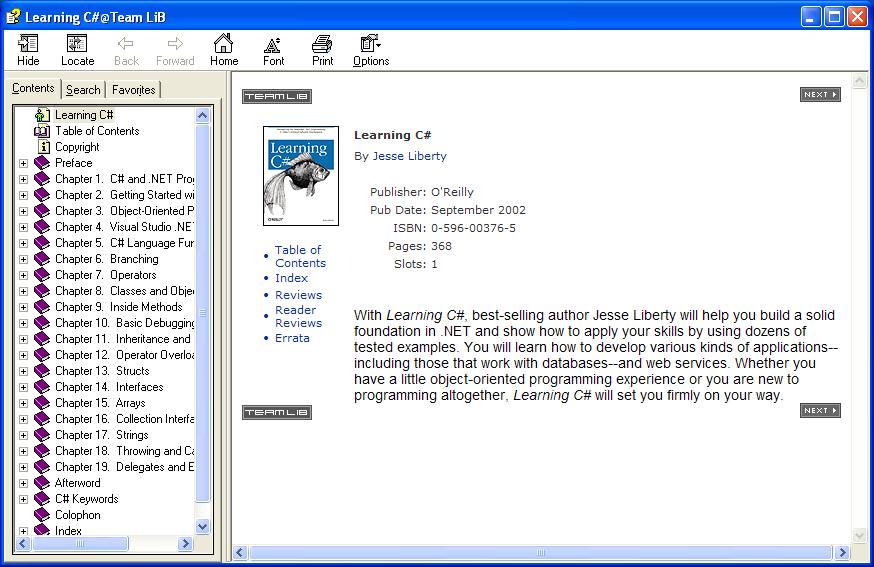 Learning C#@Team LiB
Hide
Locate
Back
Forward
Home
Font
Print
Options
Contents
Search
Favorites
Learning C#
Table of Contents
Copyright
Preface
Chapter 1. C# and .NET Pro
Chapter 2. Getting Started wi
Chapter 3. Object-Oriented P
Chapter 4. Visual Studio .NE
Chapter 5. C# Language Fu
Chapter 6. Branching
Chapter 7. Operators
Chapter 8. Classes and Obje
Chapter 9. Inside Methods
Chapter 10. Basic Debugging
Chapter 11. Inheritance and
Chapter 12. Operator Overlo
Chapter 13. Structs
Chapter 14. Interfaces
Chapter 15. Arrays
Chapter 16. Collection Interfa
Chapter 17. Strings
Chapter 18. Throwing and Ca
Chapter 19. Delegates and E
Afterword
C# Keywords
Colophon
Index
TEAM LIB
NEXT
Learning
C#
O'REILLY
Learning C#
By Jesse Liberty
Publisher: O'Reilly
Pub Date: September 2002
ISBN: 0-596-00376-5
Pages: 368
Slots: 1
Table of
Contents
Index
Reviews
Reader
Reviews
Errata
With Learning C#, best-selling author Jesse Liberty will help you build a solid
foundation in .NET and show how to apply your skills by using dozens of
tested examples. You will learn how to develop various kinds of applications--
including those that work with databases--and web services. Whether you
have a little object-oriented programming experience or you are new to
programming altogether, Learning C# will set you firmly on your way.
TEAM LIB
NEXT